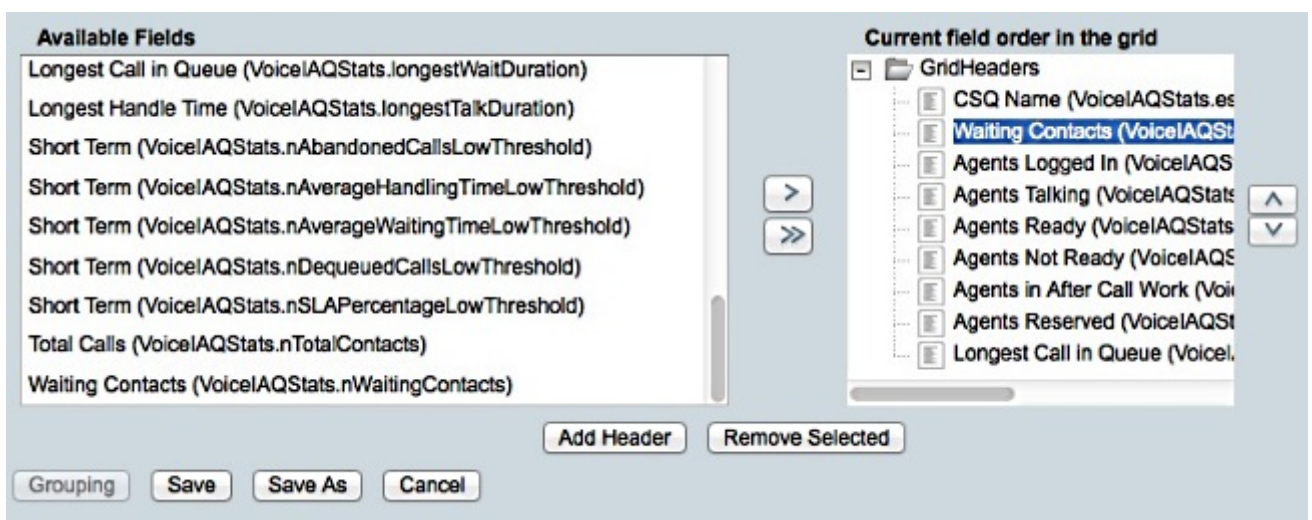 Available Fields
Longest Call in Queue (VoiceIAQStats.longestWaitDuration)
Longest Handle Time (VoiceIAQStats.longestTalkDuration)
Short Term (VoiceIAQStats.nAbandonedCallsLowThreshold)
Short Term (VoiceIAQStats.nAverageHandlingTimeLowThreshold)
Short Term (VoiceIAQStats.nAverageWaitingTimeLowThreshold)
Short Term (VoiceIAQStats.nDequeuedCallsLowThreshold)
Short Term (VoiceIAQStats.nSLAPercentageLowThreshold)
Total Calls (VoiceIAQStats.nTotalContacts)
Waiting Contacts (VoiceIAQStats.nWaitingContacts)
>
>>
Current field order in the grid
GridHeaders
CSQ Name (VoiceIAQStats.es
Waiting Contacts (VoiceIAQSt
Agents Logged In (VoiceIAQS
Agents Talking (VoiceIAQStats
Agents Ready (VoiceIAQStats
Agents Not Ready (VoiceIAQS
Agents in After Call Work (Voi
Agents Reserved (VoiceIAQSt
Longest Call in Queue (VoiceI
Add Header Remove Selected
Grouping Save Save As Cancel